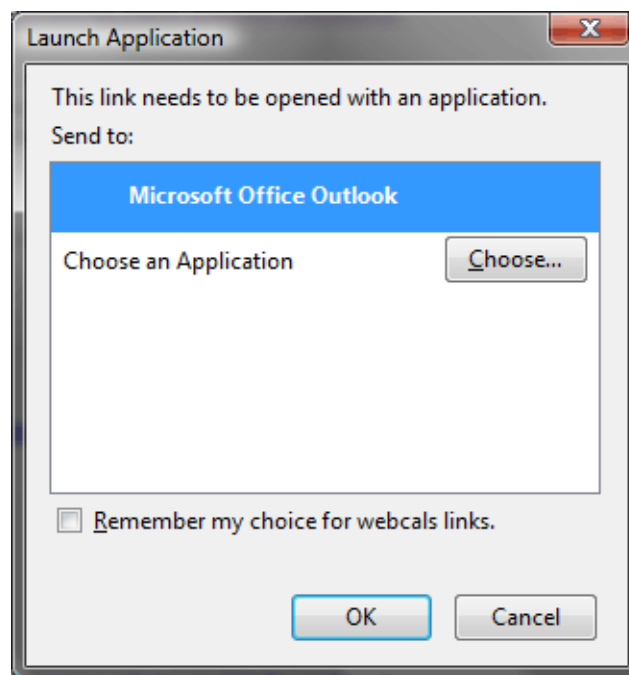 Launch Application
This link needs to be opened with an application.
Send to:
Microsoft Office Outlook
Choose an Application
Choose...
Remember my choice for webcals links.
OK
Cancel